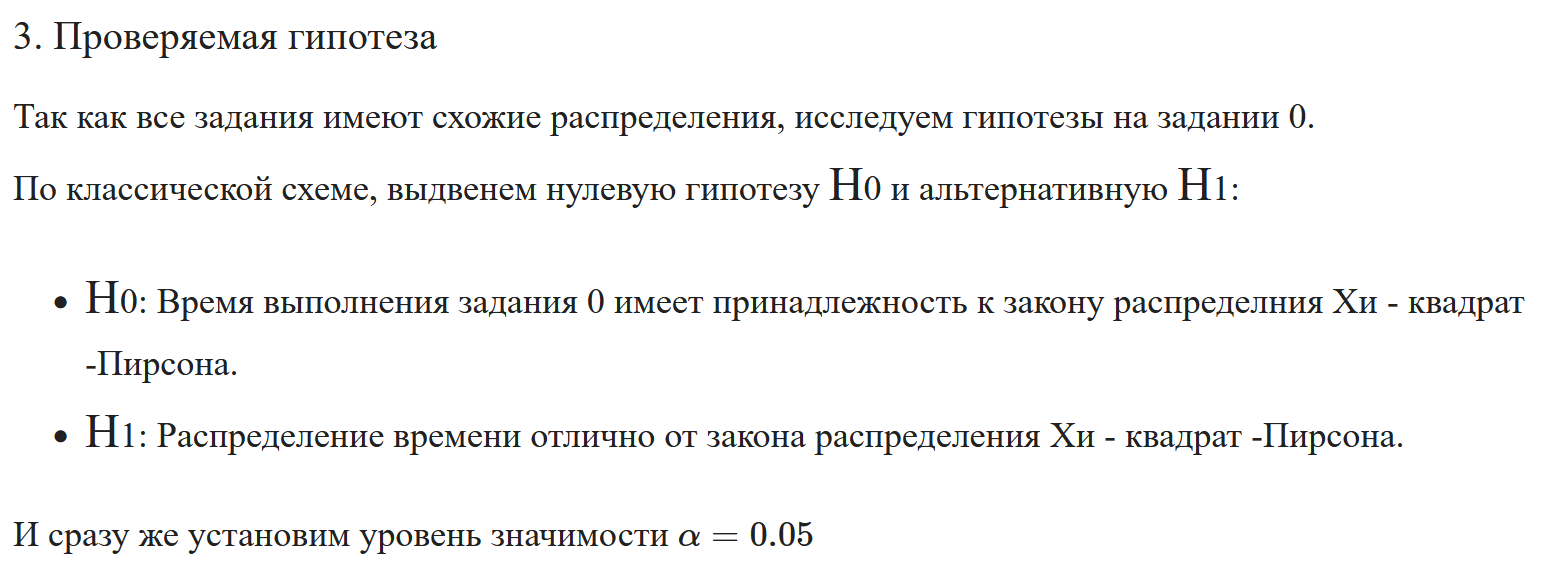 3. Проверяемая гипотеза
Так как все задания имеют схожие распределения, исследуем гипотезы на задании 0.
По классической схеме, выдвенем нулевую гипотезу H0 и альтернативную H1:
• H0: Время выполнения задания 0 имеет принадлежность к закону распределния Хи - квадрат
-Пирсона.
• H1: Распределение времени отлично от закона распределения Хи - квадрат -Пирсона.
И сразу же установим уровень значимости α = 0.05